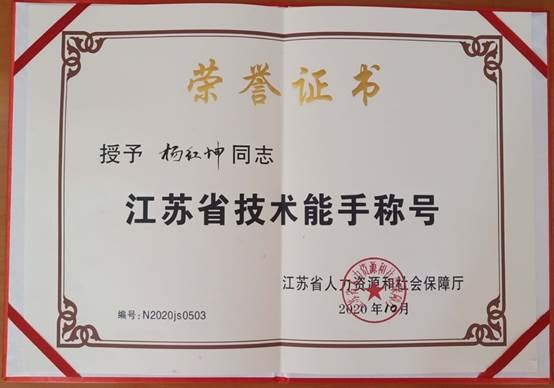 荣誉证书
授予 杨红坤 同志
江苏省技术能手称号
江苏省人力资源和社会保障厅
编号:N2020js0503
2020年10月